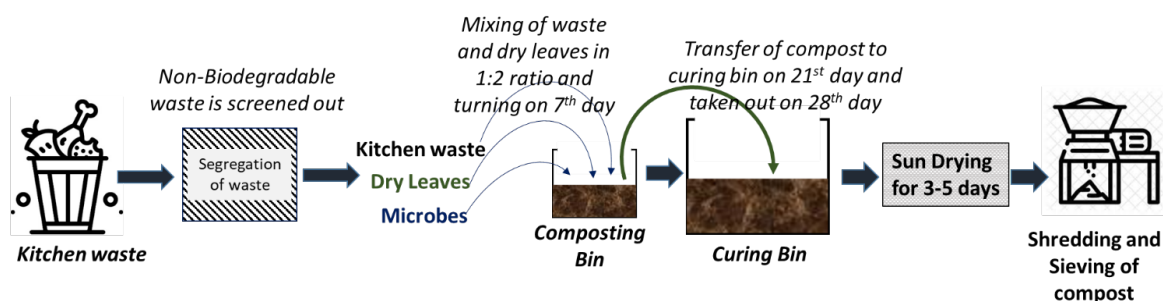 Non-Biodegradable
waste is screened out
Mixing of waste
and dry leaves in
1:2 ratio and
turning on 7th day
Transfer of compost to
curing bin on 21st day and
taken out on 28th day
Kitchen waste
Segregation
of waste
Kitchen waste
Dry Leaves
Microbes
Composting
Bin
Curing Bin
Sun Drying
for 3-5 days
Shredding and
Sieving of
compost